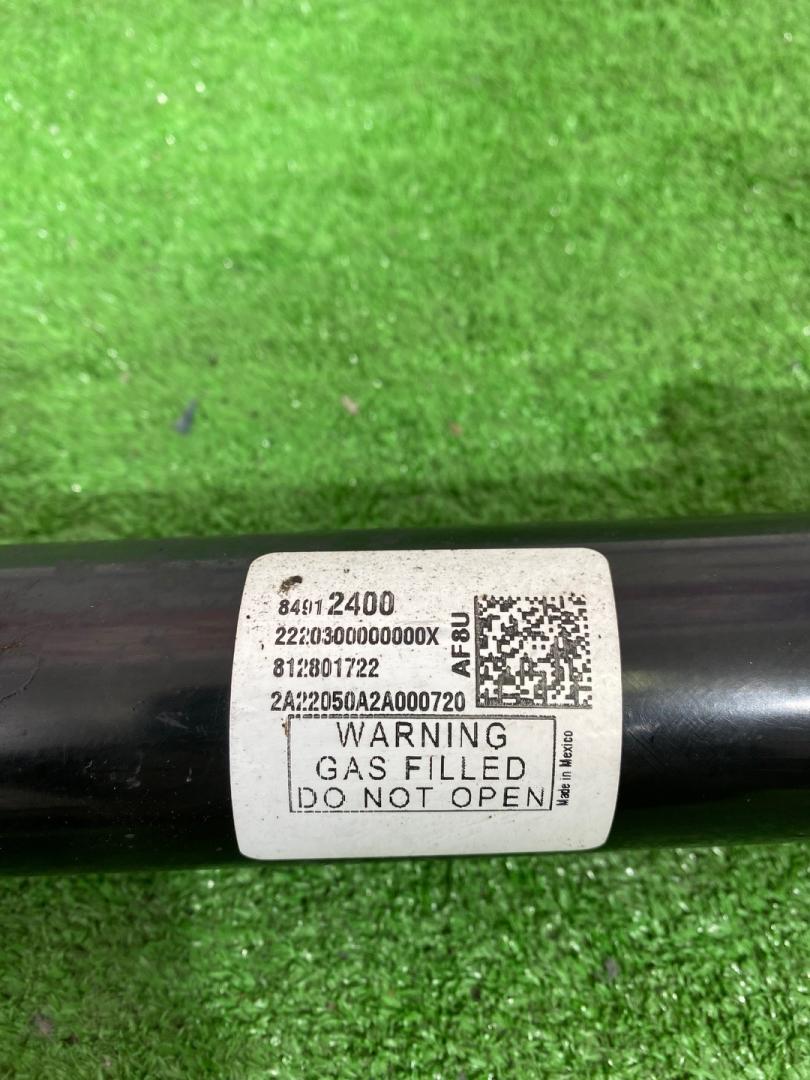 84912400
2220300000000X
812801722
2A22050A2A000720
AF8U
WARNING
GAS FILLED
DO NOT OPEN
Made in Mexico